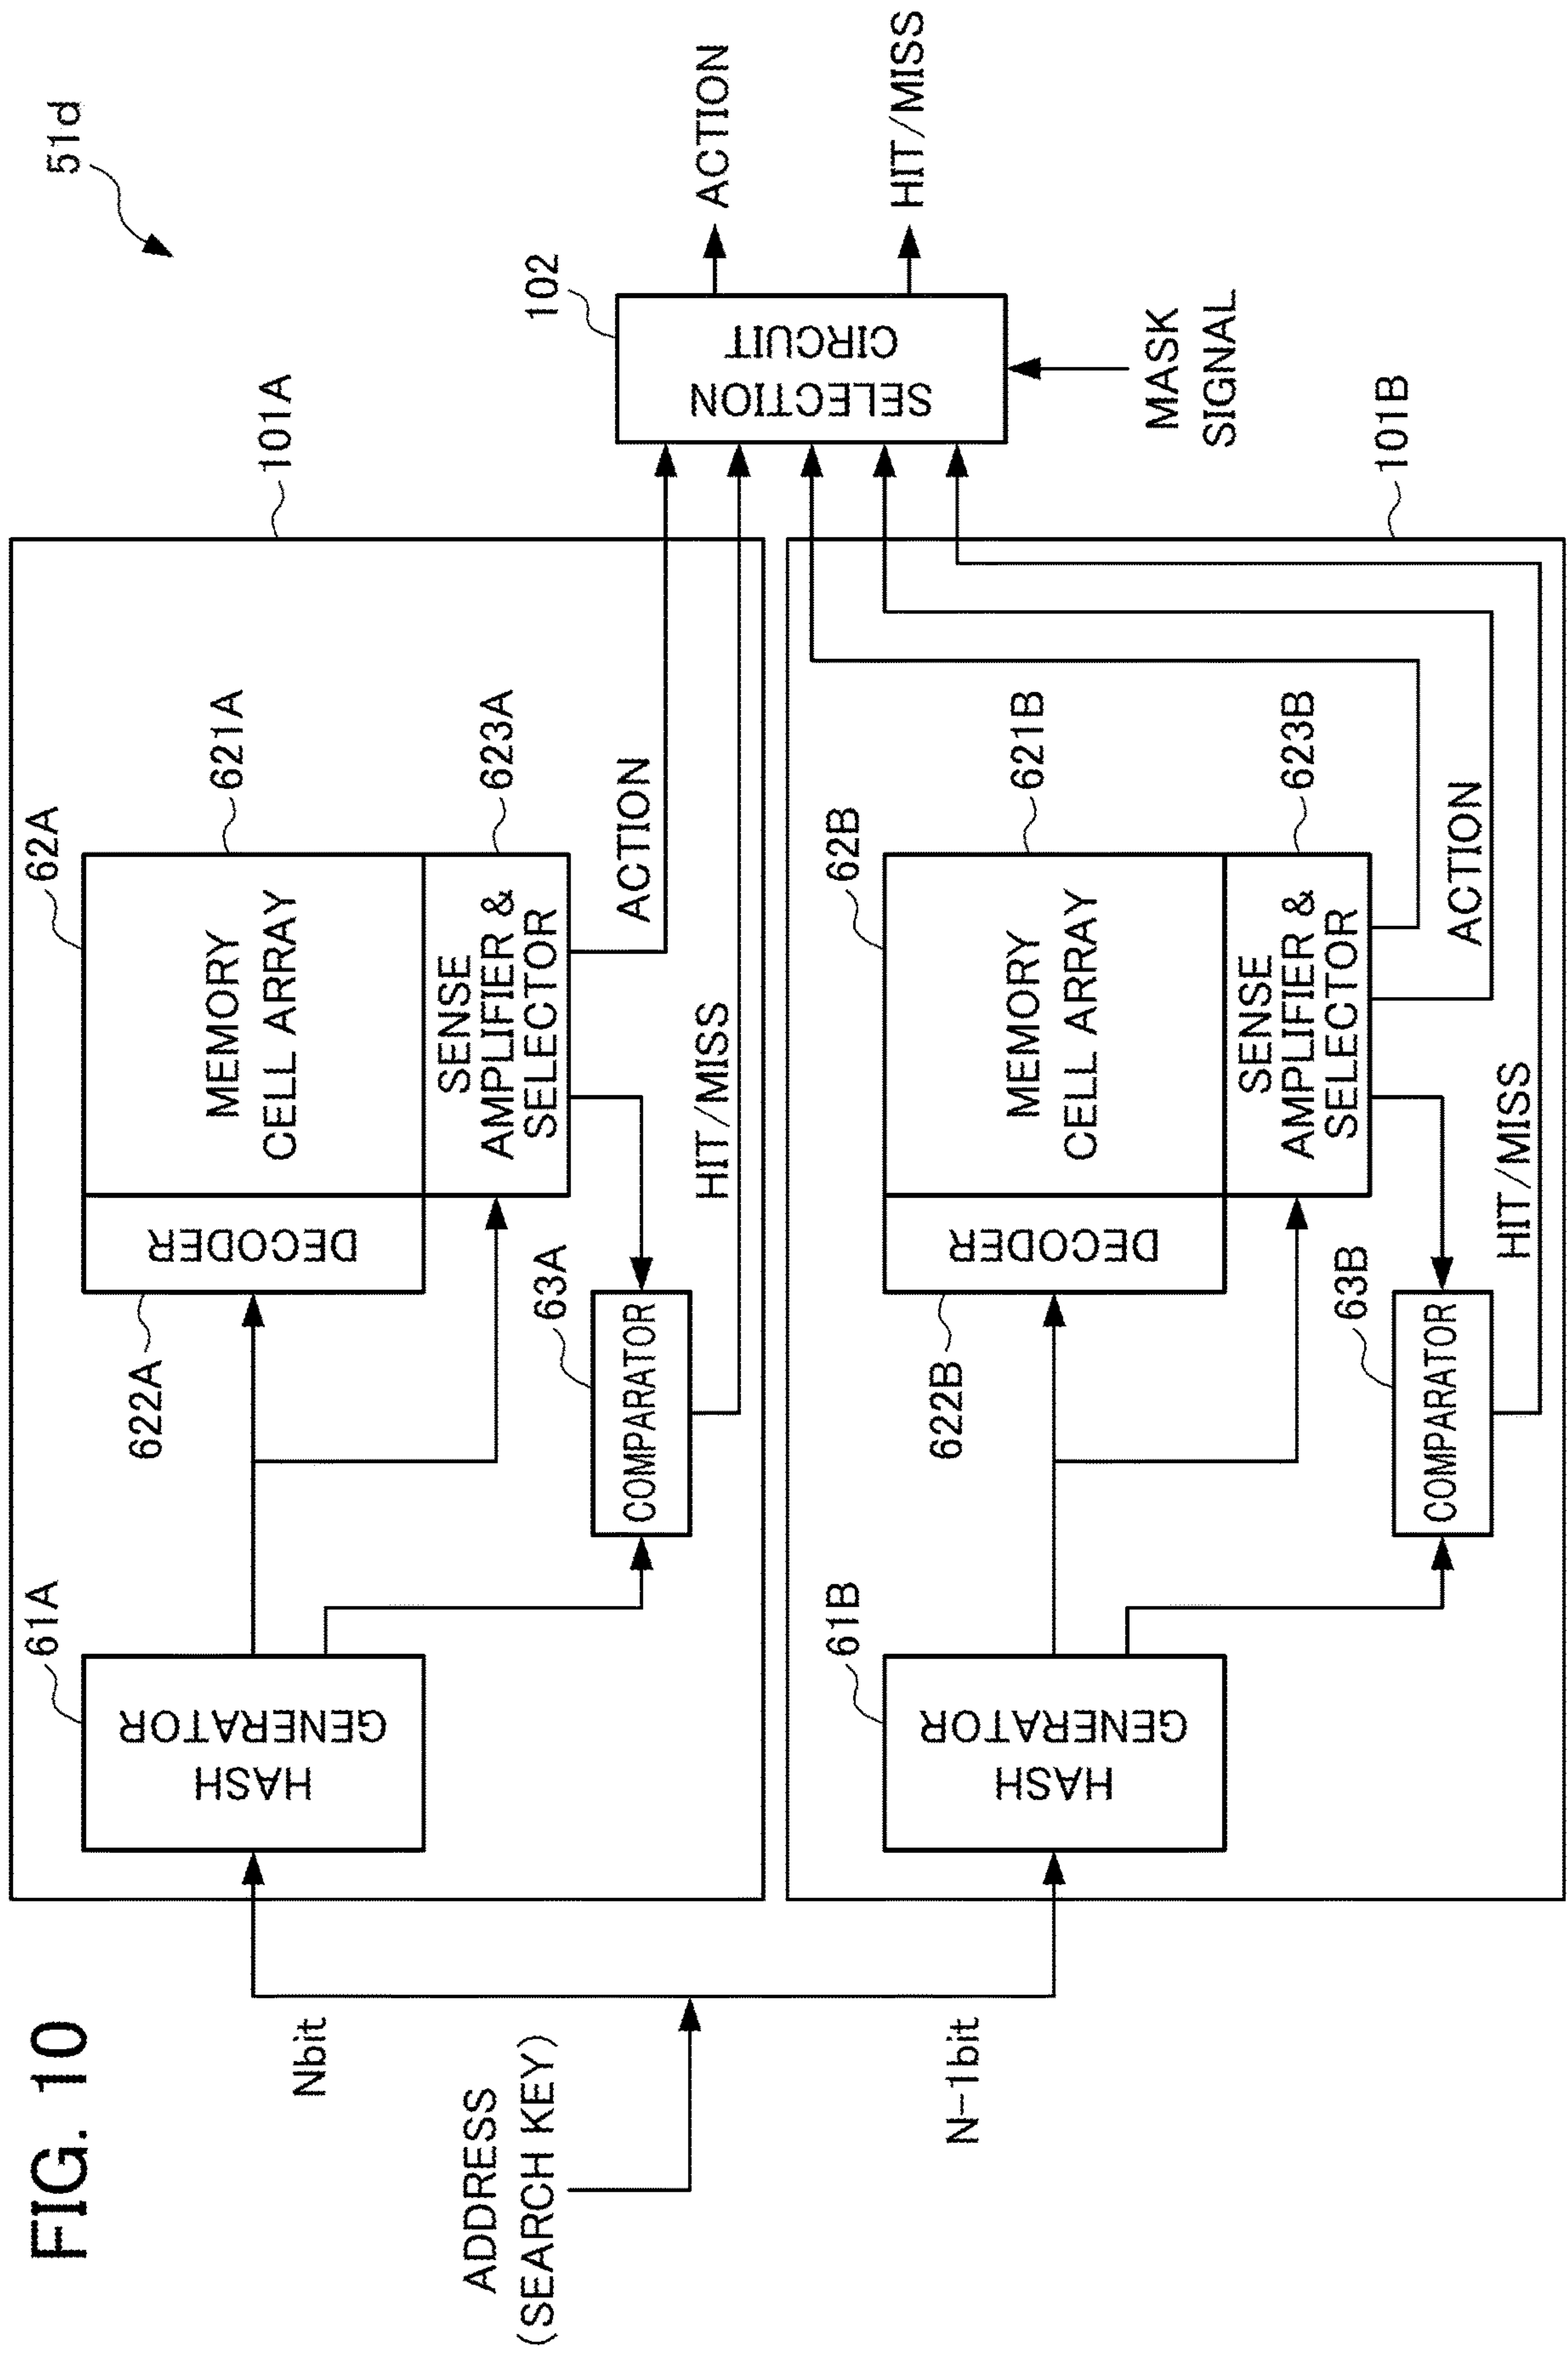 FIG. 10
51d
ADDRESS
(SEARCH KEY)
Nbit
N-1bit
101A
61A
HASH
GENERATOR
622A
DECODER
62A
MEMORY
CELL ARRAY
621A
SENSE
AMPLIFIER &
SELECTOR
623A
63A
COMPARATOR
ACTION
HIT/MISS
101B
61B
HASH
GENERATOR
622B
DECODER
62B
MEMORY
CELL ARRAY
621B
SENSE
AMPLIFIER &
SELECTOR
623B
63B
COMPARATOR
ACTION
HIT/MISS
102
SELECTION
CIRCUIT
MASK
SIGNAL
ACTION
HIT/MISS